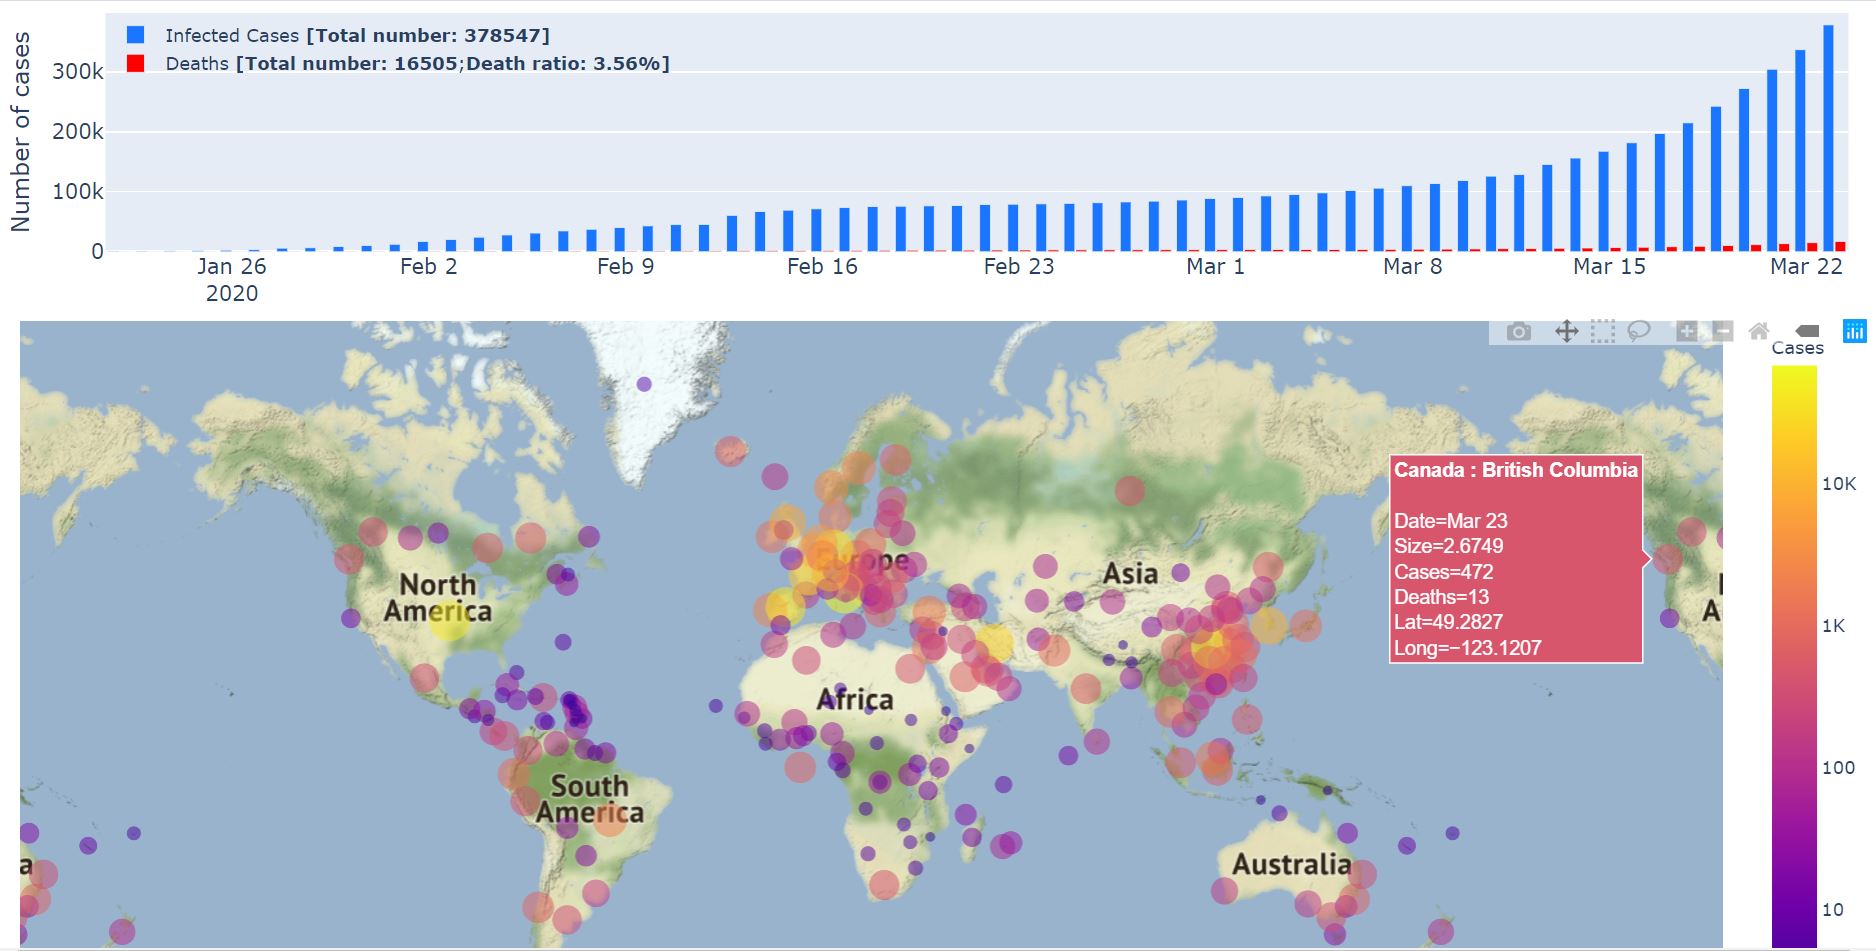 Infected Cases [Total number: 378547]
Deaths [Total number: 16505;Death ratio: 3.56%]
Number of cases
300k
200k
100k
0
Jan 26
2020
Feb 2
Feb 9
Feb 16
Feb 23
Mar 1
Mar 8
Mar 15
Mar 22
Cases
10K
1K
100
10
Canada : British Columbia
Date=Mar 23
Size=2.6749
Cases=472
Deaths=13
Lat=49.2827
Long=−123.1207
Europe
Asia
North
America
Africa
South
America
Australia
a
A